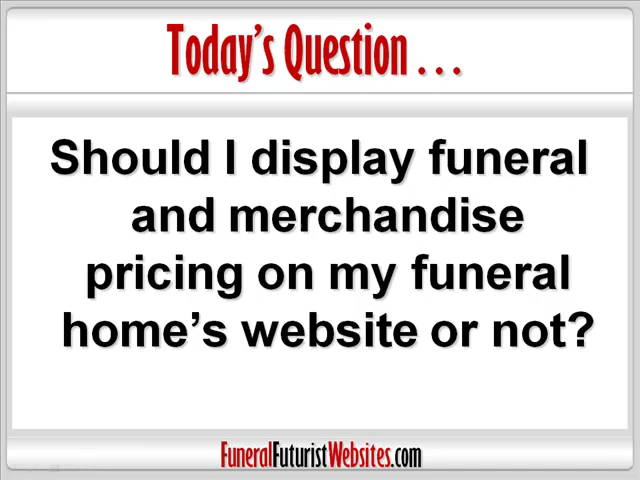 Today's Question . . .
Should I display funeral
and merchandise
pricing on my funeral
home's website or not?
FuneralFuturistWebsites.com